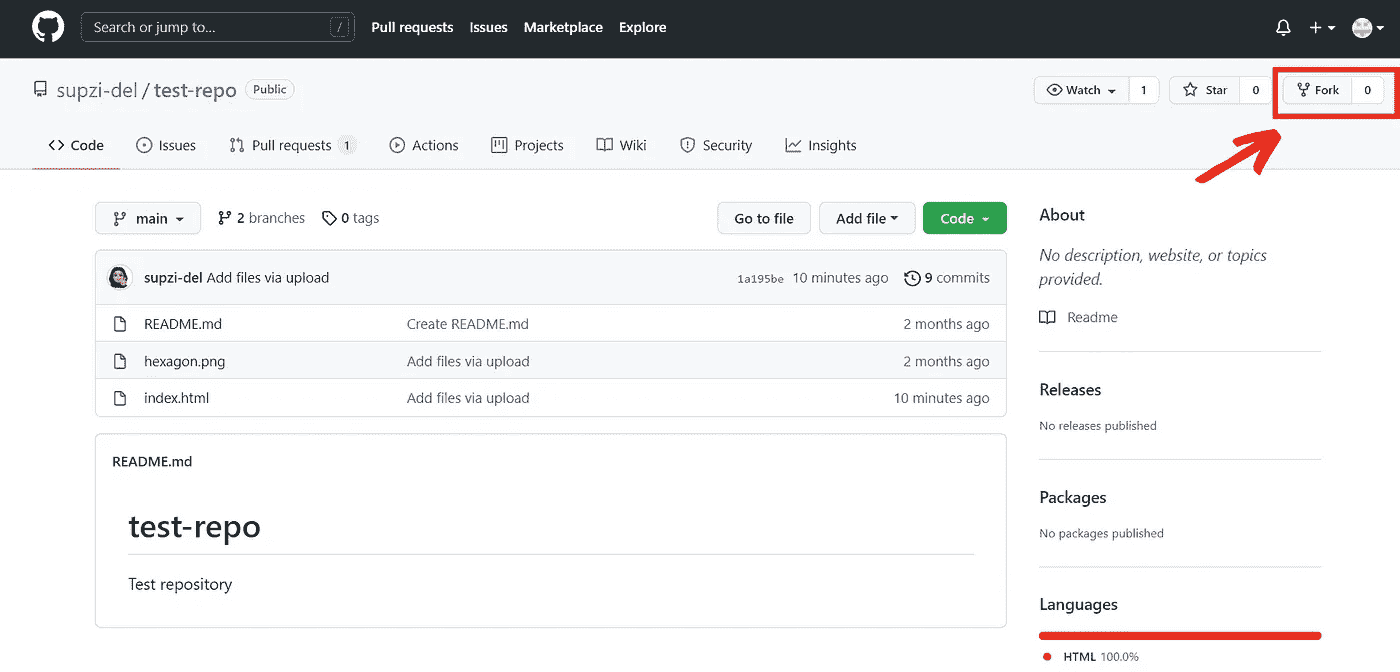 Search or jump to... / Pull requests Issues Marketplace Explore
supzi-del / test-repo Public Watch 1 Star 0 Fork 0
Code Issues Pull requests 1 Actions Projects Wiki Security Insights
main 2 branches 0 tags Go to file Add file Code
supzi-del Add files via upload 1a195be 10 minutes ago 9 commits
README.md Create README.md 2 months ago
hexagon.png Add files via upload 2 months ago
index.html Add files via upload 10 minutes ago
README.md
test-repo
Test repository
About
No description, website, or topics
provided.
Readme
Releases
No releases published
Packages
No packages published
Languages
HTML 100.0%